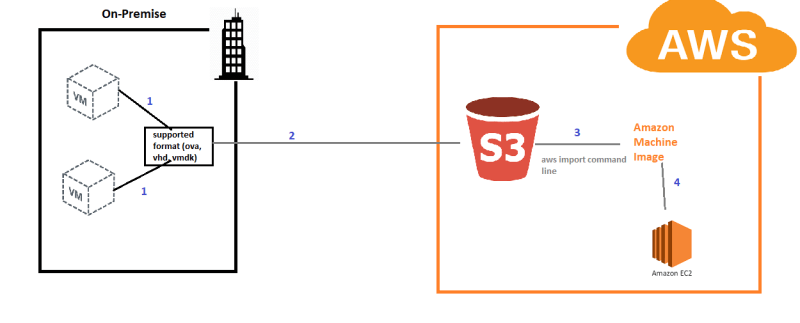 On-Premise
AWS
VM
1
supported
format (ova,
vhd, vmdk)
2
VM
1
S3
3
aws import command
line
Amazon
Machine
Image
4
Amazon EC2